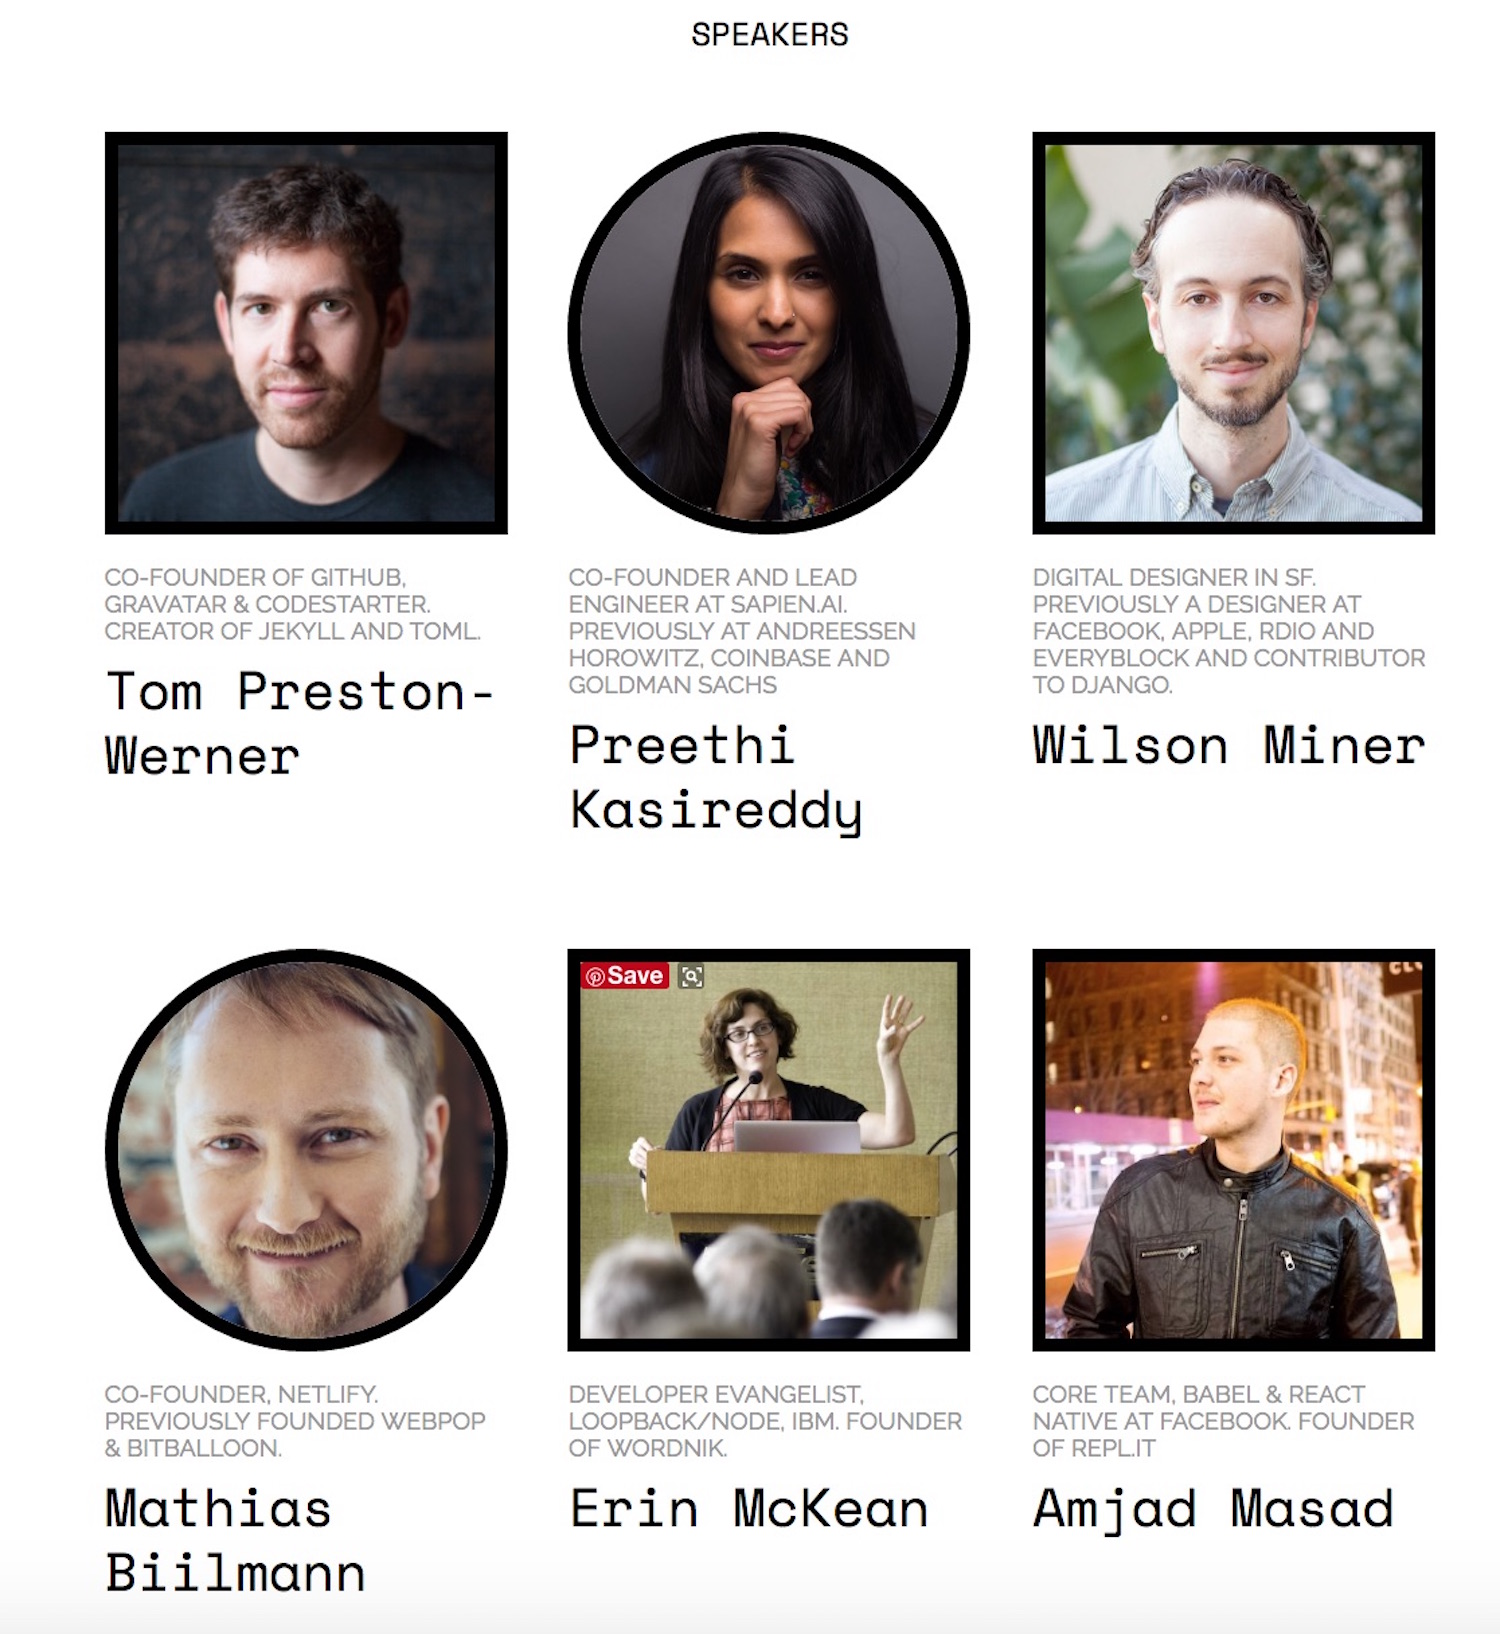 SPEAKERS
CO-FOUNDER OF GITHUB,
GRAVATAR & CODESTARTER.
CREATOR OF JEKYLL AND TOML.
Tom Preston-
Werner
CO-FOUNDER AND LEAD
ENGINEER AT SAPIEN.AI.
PREVIOUSLY AT ANDREESSEN
HOROWITZ, COINBASE AND
GOLDMAN SACHS
Preethi
Kasireddy
DIGITAL DESIGNER IN SF.
PREVIOUSLY A DESIGNER AT
FACEBOOK, APPLE, RDIO AND
EVERYBLOCK AND CONTRIBUTOR
TO DJANGO.
Wilson Miner
CO-FOUNDER, NETLIFY.
PREVIOUSLY FOUNDED WEBPOP
& BITBALLOON.
Mathias
Biilmann
Save
DEVELOPER EVANGELIST,
LOOPBACK/NODE, IBM. FOUNDER
OF WORDNIK.
Erin McKean
CORE TEAM, BABEL & REACT
NATIVE AT FACEBOOK. FOUNDER
OF REPL.IT
Amjad Masad